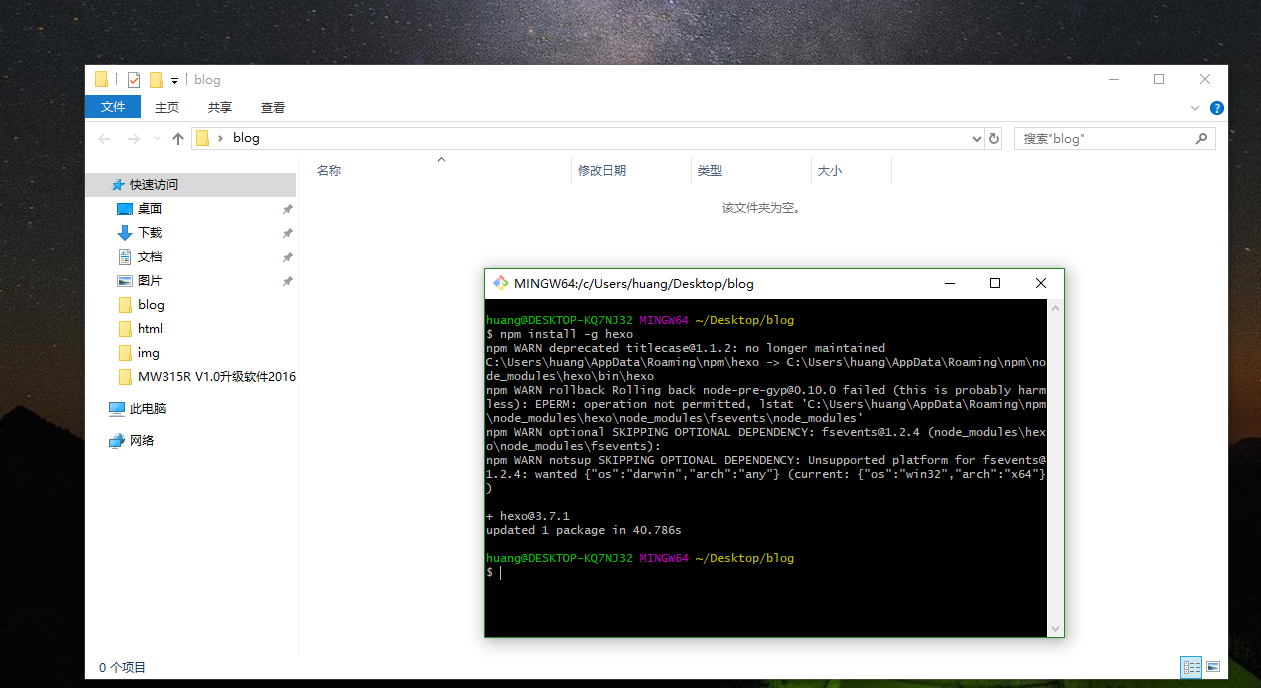 blog
文件 主页 共享 查看
blog
搜索"blog"
名称 修改日期 类型 大小
该文件夹为空。
快速访问
桌面
下载
文档
图片
blog
html
img
MW315R V1.0升级软件2016
此电脑
网络
0 个项目
MINGW64:/c/Users/huang/Desktop/blog
huang@DESKTOP-KQ7NJ32 MINGW64 ~/Desktop/blog
$ npm install -g hexo
npm WARN deprecated titlecase@1.1.2: no longer maintained
C:\Users\huang\AppData\Roaming\npm\hexo -> C:\Users\huang\AppData\Roaming\npm\no
de_modules\hexo\bin\hexo
npm WARN rollback Rolling back node-pre-gyp@0.10.0 failed (this is probably harm
less): EPERM: operation not permitted, lstat 'C:\Users\huang\AppData\Roaming\npm
\node_modules\hexo\node_modules\fsevents\node_modules'
npm WARN optional SKIPPING OPTIONAL DEPENDENCY: fsevents@1.2.4 (node_modules\hex
o\node_modules\fsevents):
npm WARN notsup SKIPPING OPTIONAL DEPENDENCY: Unsupported platform for fsevents@
1.2.4: wanted {"os":"darwin","arch":"any"} (current: {"os":"win32","arch":"x64"}
)
+ hexo@3.7.1
updated 1 package in 40.786s
huang@DESKTOP-KQ7NJ32 MINGW64 ~/Desktop/blog
$